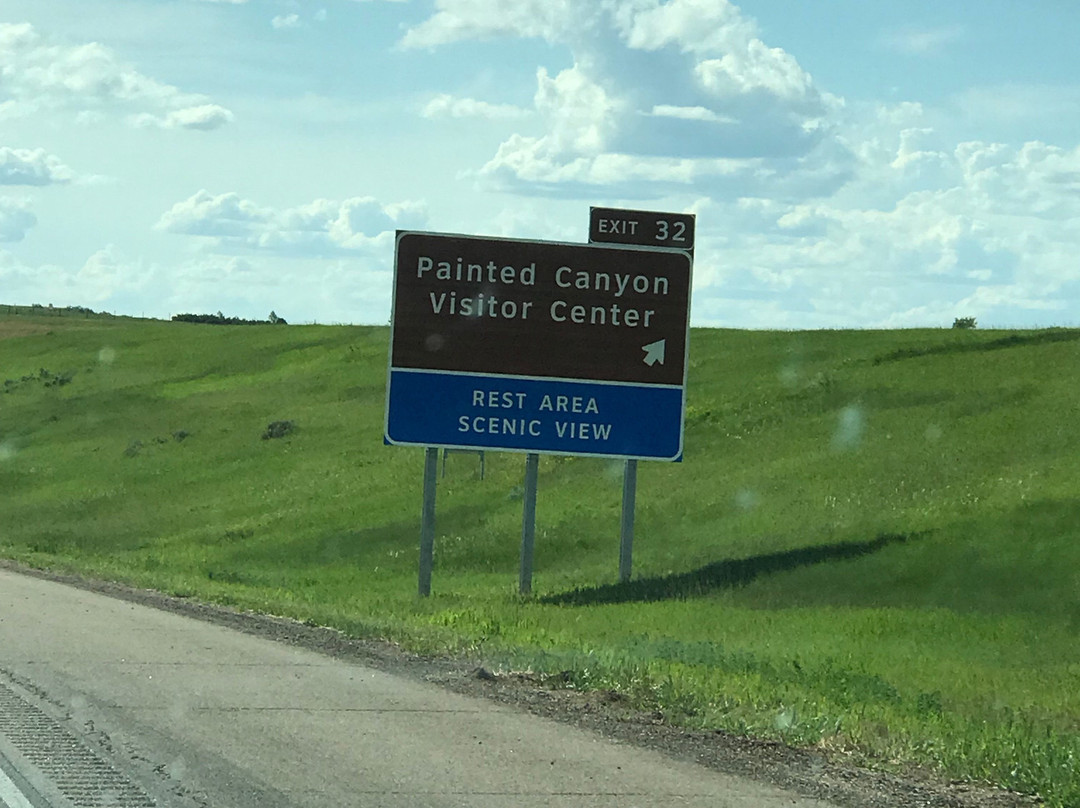 EXIT 32
Painted Canyon
Visitor Center
REST AREA
SCENIC VIEW